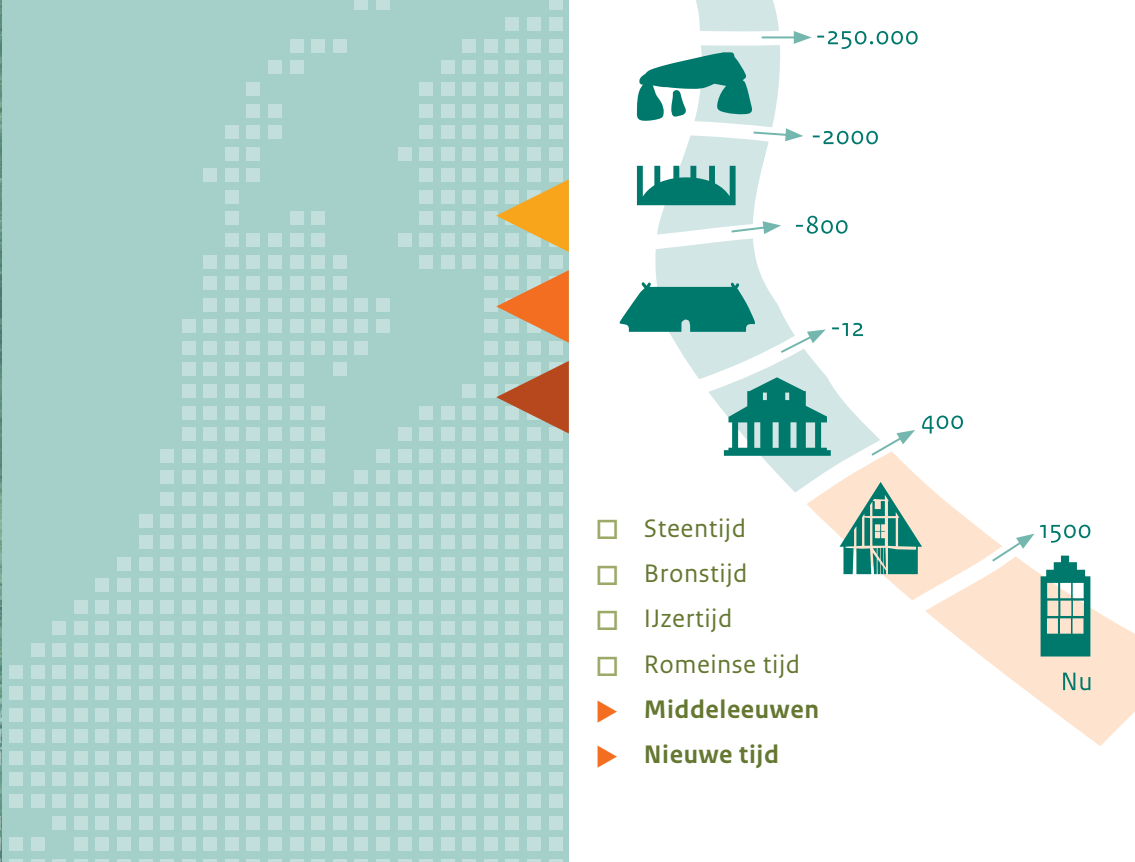 -250.000
-2000
-800
-12
400
1500
Steentijd
Bronstijd
IJzertijd
Romeinse tijd
Middeleeuwen
Nu
Nieuwe tijd